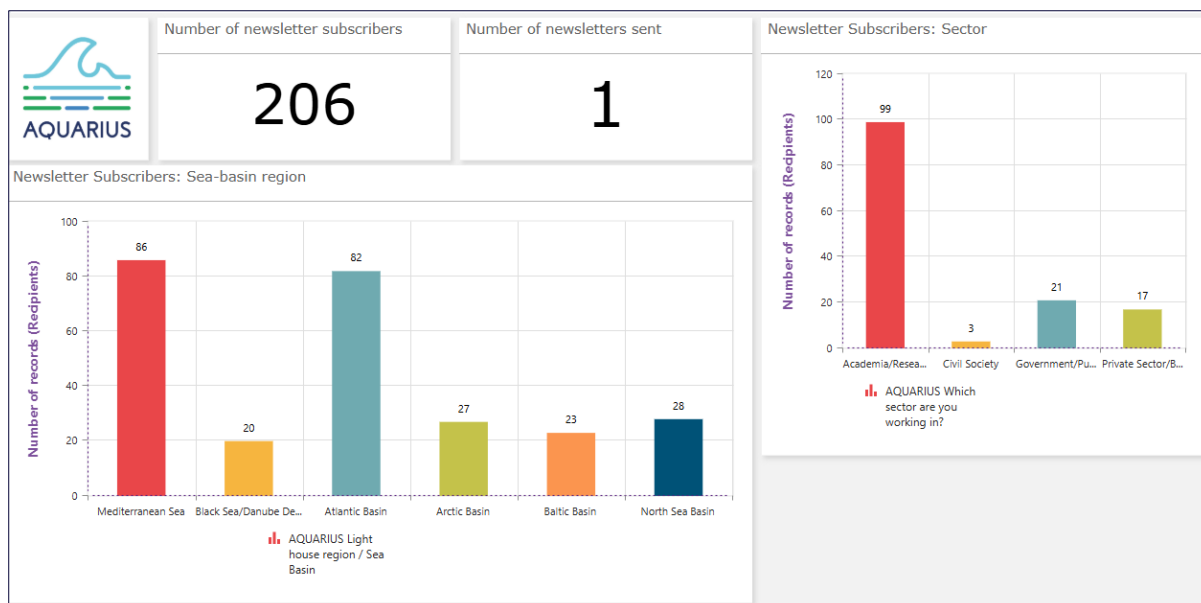 AQUARIUS
Number of newsletter subscribers
206
Number of newsletters sent
1
Newsletter Subscribers: Sea-basin region
Number of records (Recipients)
100
80
60
40
20
0
86
20
82
27
23
28
Mediterranean Sea
Black Sea/Danube De...
Atlantic Basin
Arctic Basin
Baltic Basin
North Sea Basin
AQUARIUS Light
house region / Sea
Basin
Newsletter Subscribers: Sector
Number of records (Recipients)
120
100
80
60
40
20
0
99
3
21
17
Academia/Resea...
Civil Society
Government/Pu...
Private Sector/B...
AQUARIUS Which
sector are you
working in?